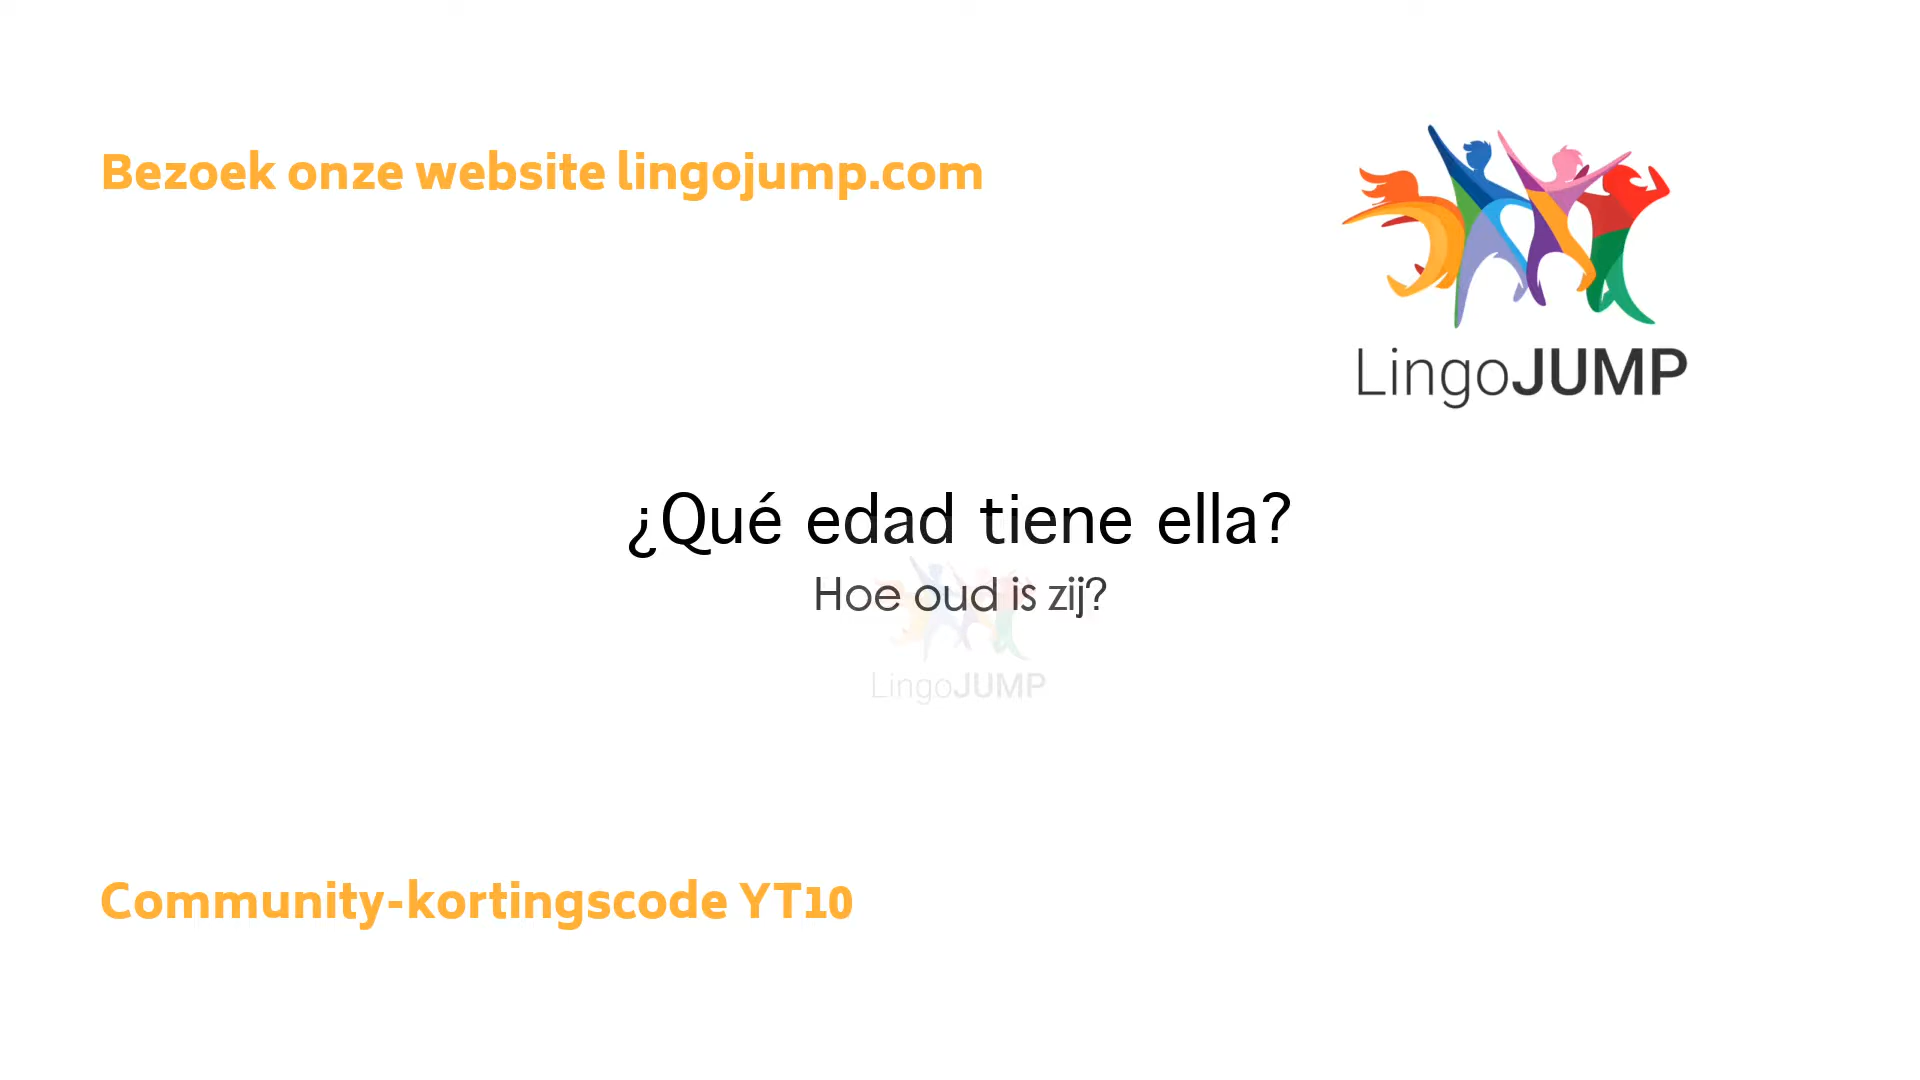 Bezoek onze website lingojump.com
LingoJUMP
¿Qué edad tiene ella?
Hoe oud is zij?
LingoJUMP
Community-kortingscode YT10